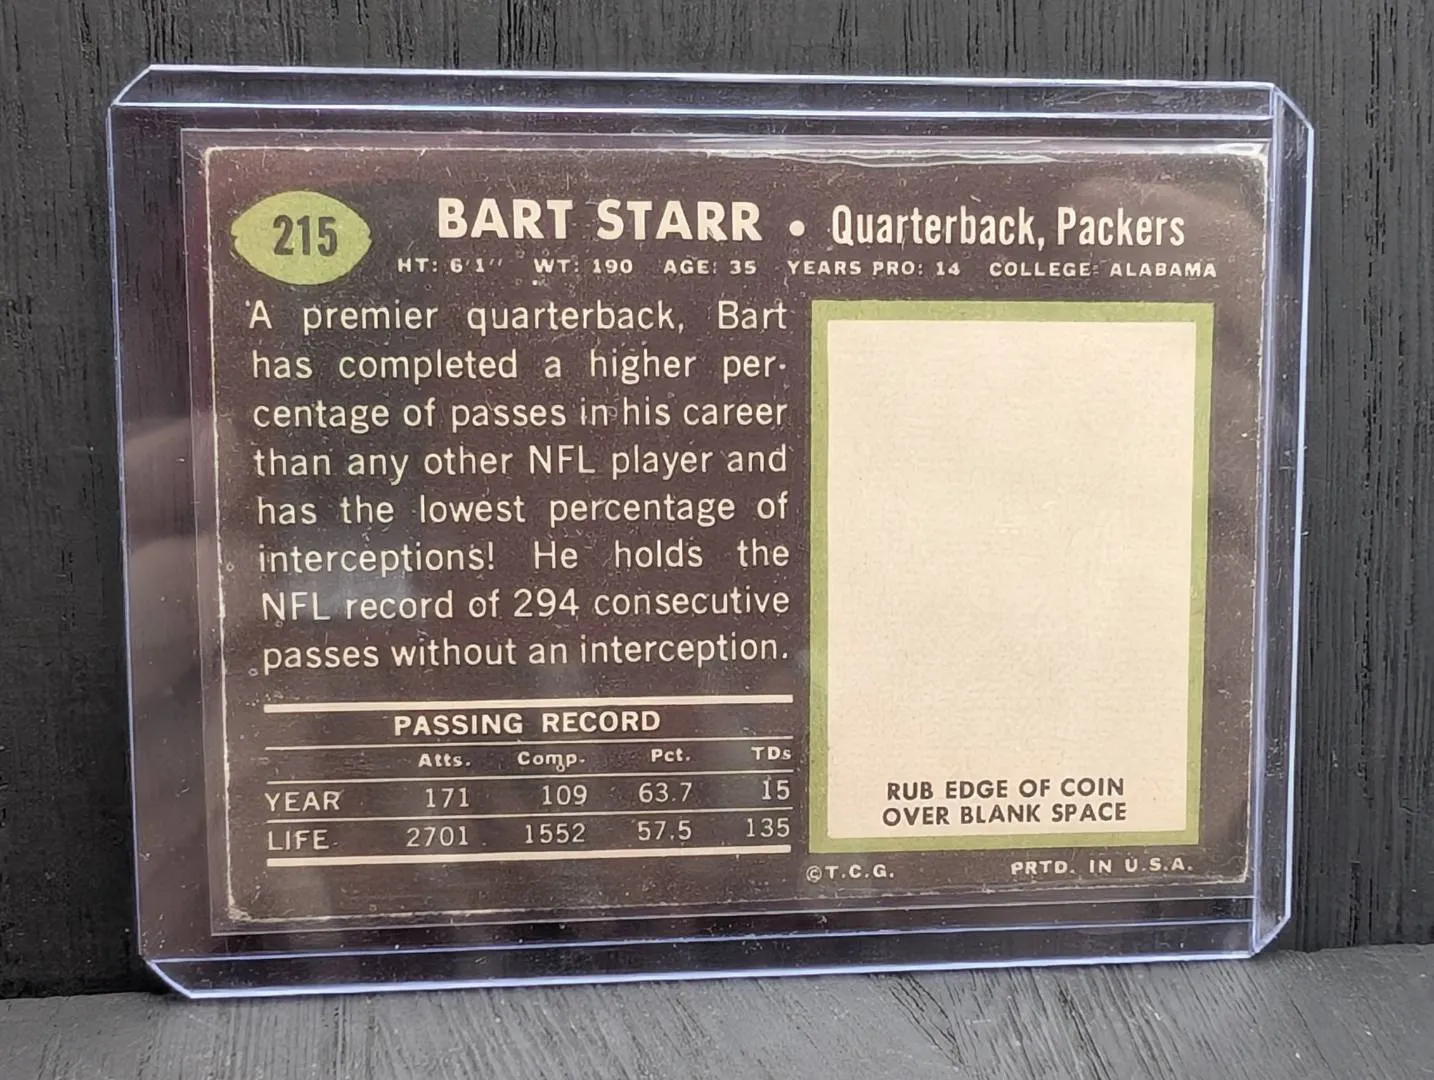 215
BART STARR • Quarterback, Packers
HT: 6'1'' WT: 190 AGE: 35 YEARS PRO: 14 COLLEGE: ALABAMA
A premier quarterback, Bart
has completed a higher per-
centage of passes in his career
than any other NFL player and
has the lowest percentage of
interceptions! He holds the
NFL record of 294 consecutive
passes without an interception.
PASSING RECORD
Atts. Comp. Pct. TDs
YEAR 171 109 63.7 15
LIFE 2701 1552 57.5 135
RUB EDGE OF COIN
OVER BLANK SPACE
©T.C.G. PRTD. IN U.S.A.